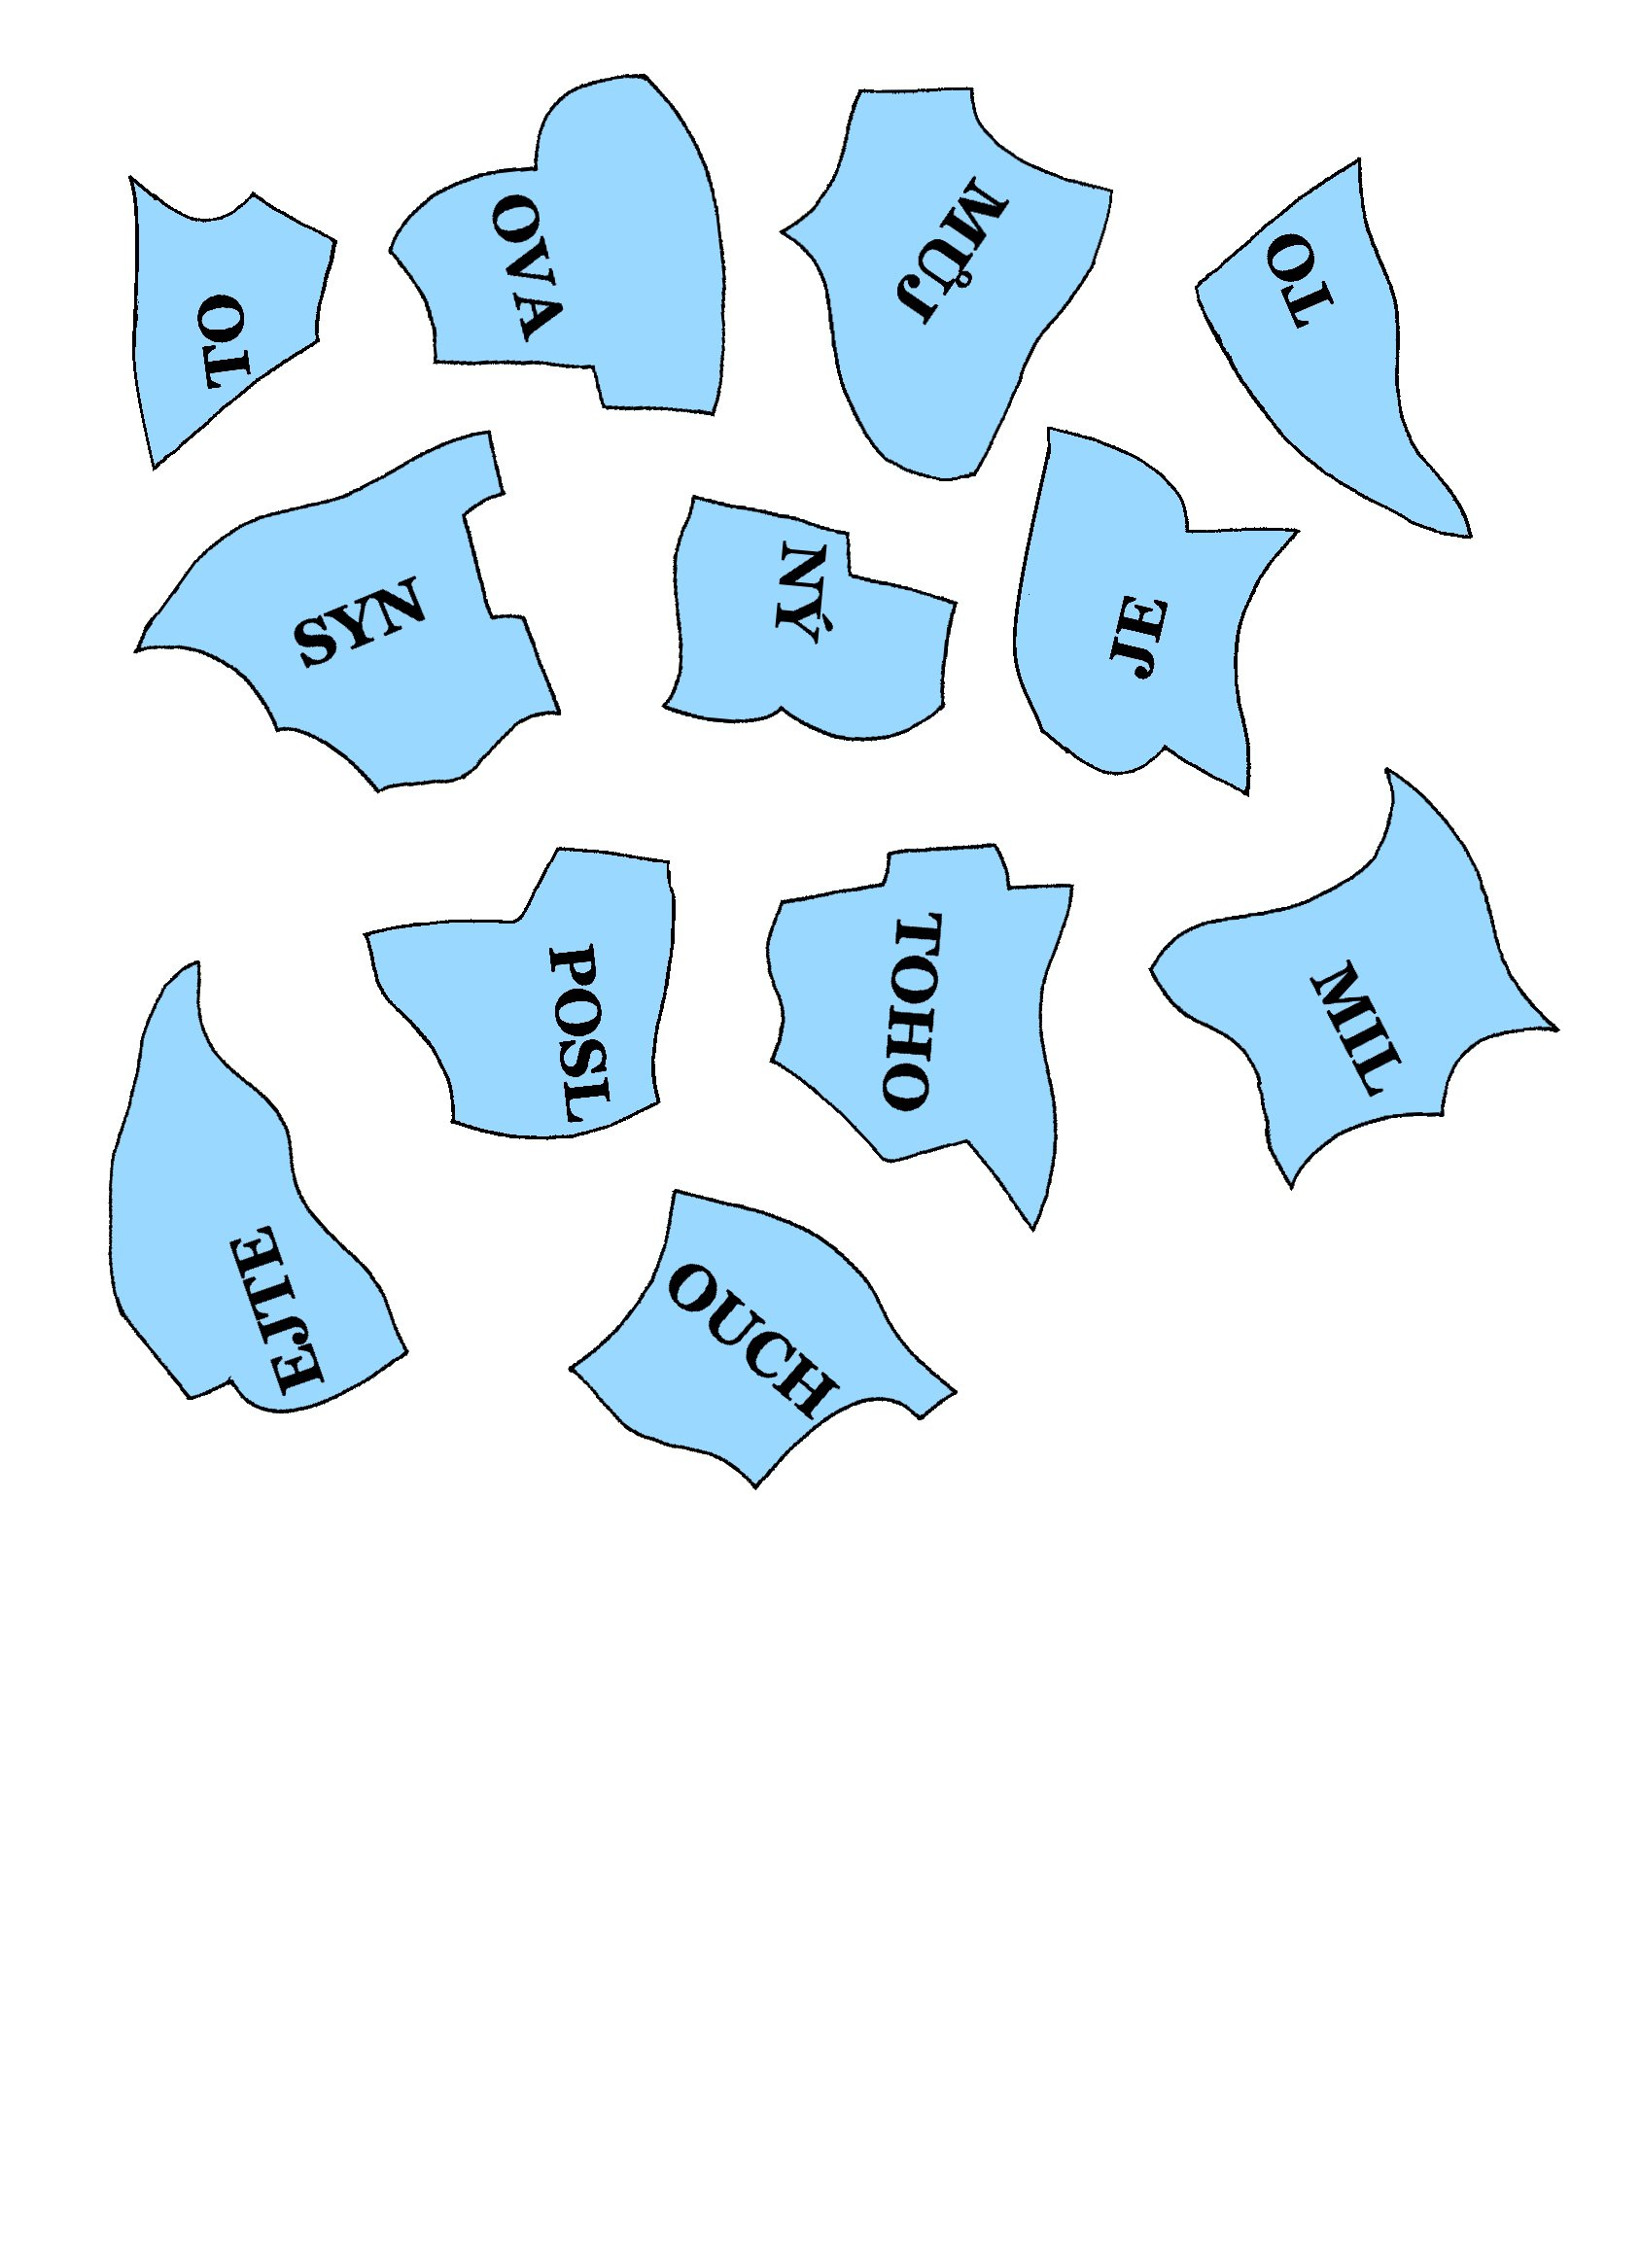 TO
OVA
MŮJ
TO
SYN
NÝ
JE
POSL
TOHO
MIL
EJTE
OUCH